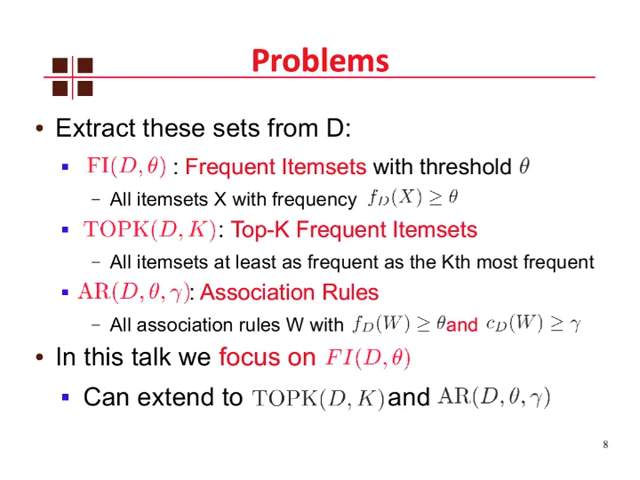 Problems
• Extract these sets from D:
▪ FI(D, θ) : Frequent Itemsets with threshold θ
– All itemsets X with frequency f_D(X) ≥ θ
▪ TOPK(D, K): Top-K Frequent Itemsets
– All itemsets at least as frequent as the Kth most frequent
▪ AR(D, θ, γ): Association Rules
– All association rules W with f_D(W) ≥ θ and c_D(W) ≥ γ
• In this talk we focus on FI(D, θ)
▪ Can extend to TOPK(D, K) and AR(D, θ, γ)
8